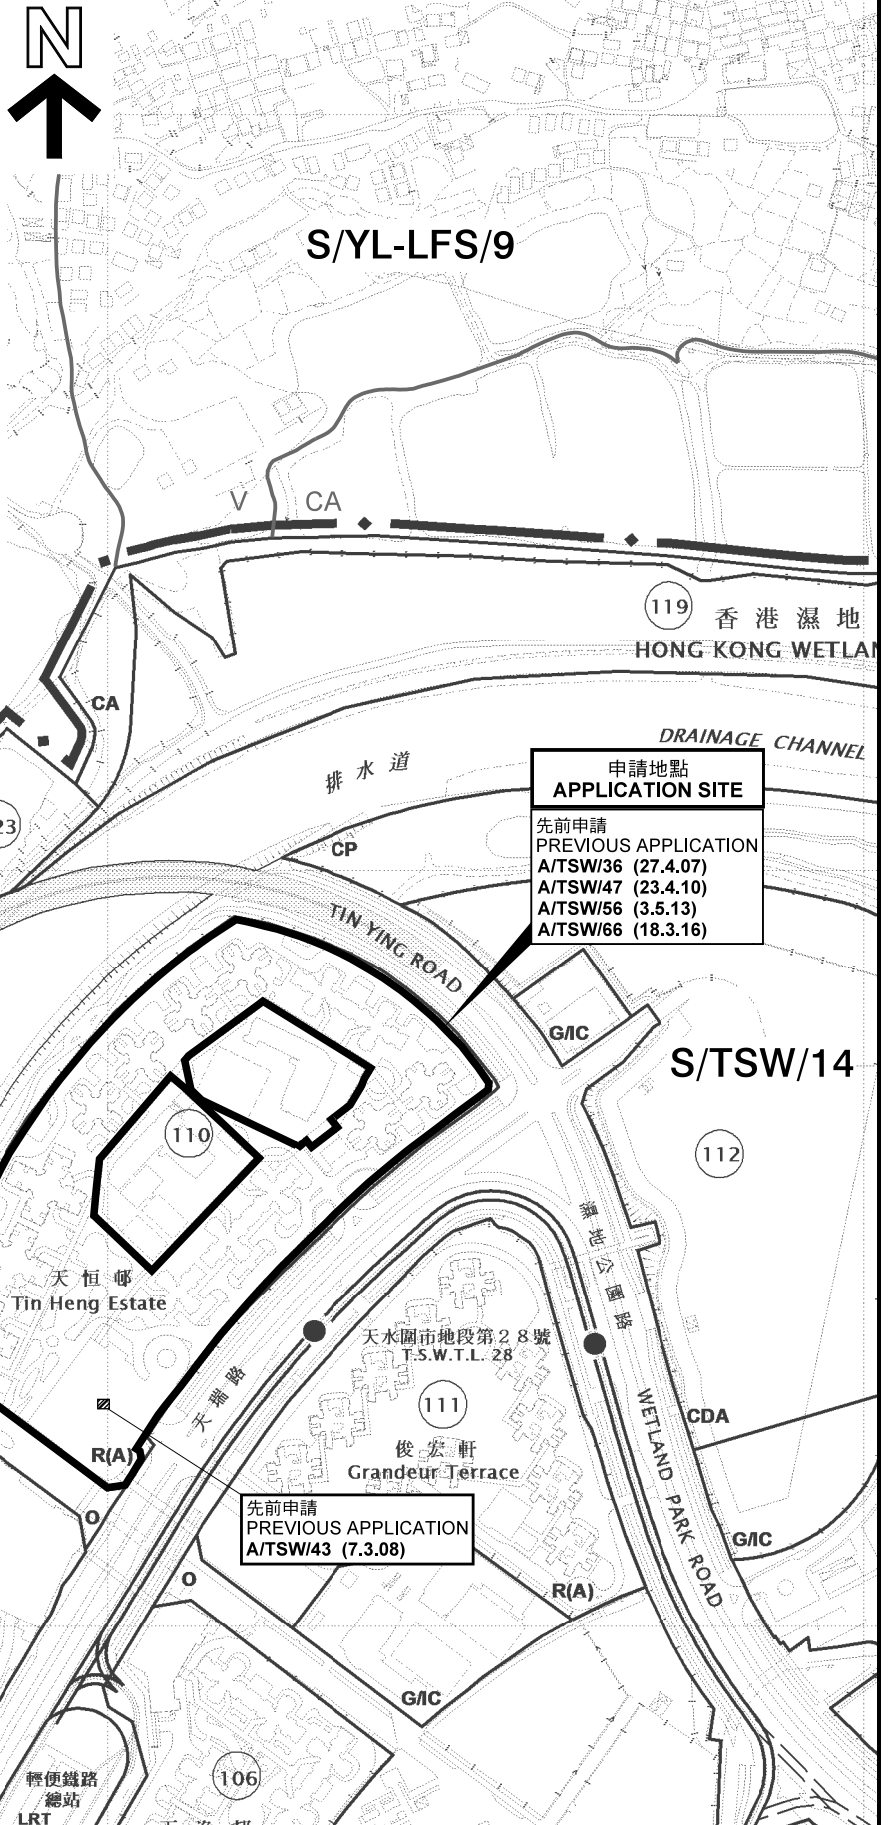 N
S/YL-LFS/9
V
CA
119
香港濕地
HONG KONG WETLAN
CA
DRAINAGE CHANNEL
排水道
申請地點
APPLICATION SITE
23
CP
先前申請
PREVIOUS APPLICATION
A/TSW/36 (27.4.07)
A/TSW/47 (23.4.10)
A/TSW/56 (3.5.13)
A/TSW/66 (18.3.16)
TIN YING ROAD
G/IC
S/TSW/14
110
112
濕地公園路
天恒邨
Tin Heng Estate
天水圍市地段第28號
T.S.W.T.L. 28
天瑞路
111
WETLAND PARK ROAD
CDA
俊宏軒
Grandeur Terrace
R(A)
先前申請
PREVIOUS APPLICATION
A/TSW/43 (7.3.08)
O
G/IC
O
R(A)
G/IC
106
輕便鐵路
總站
LRT